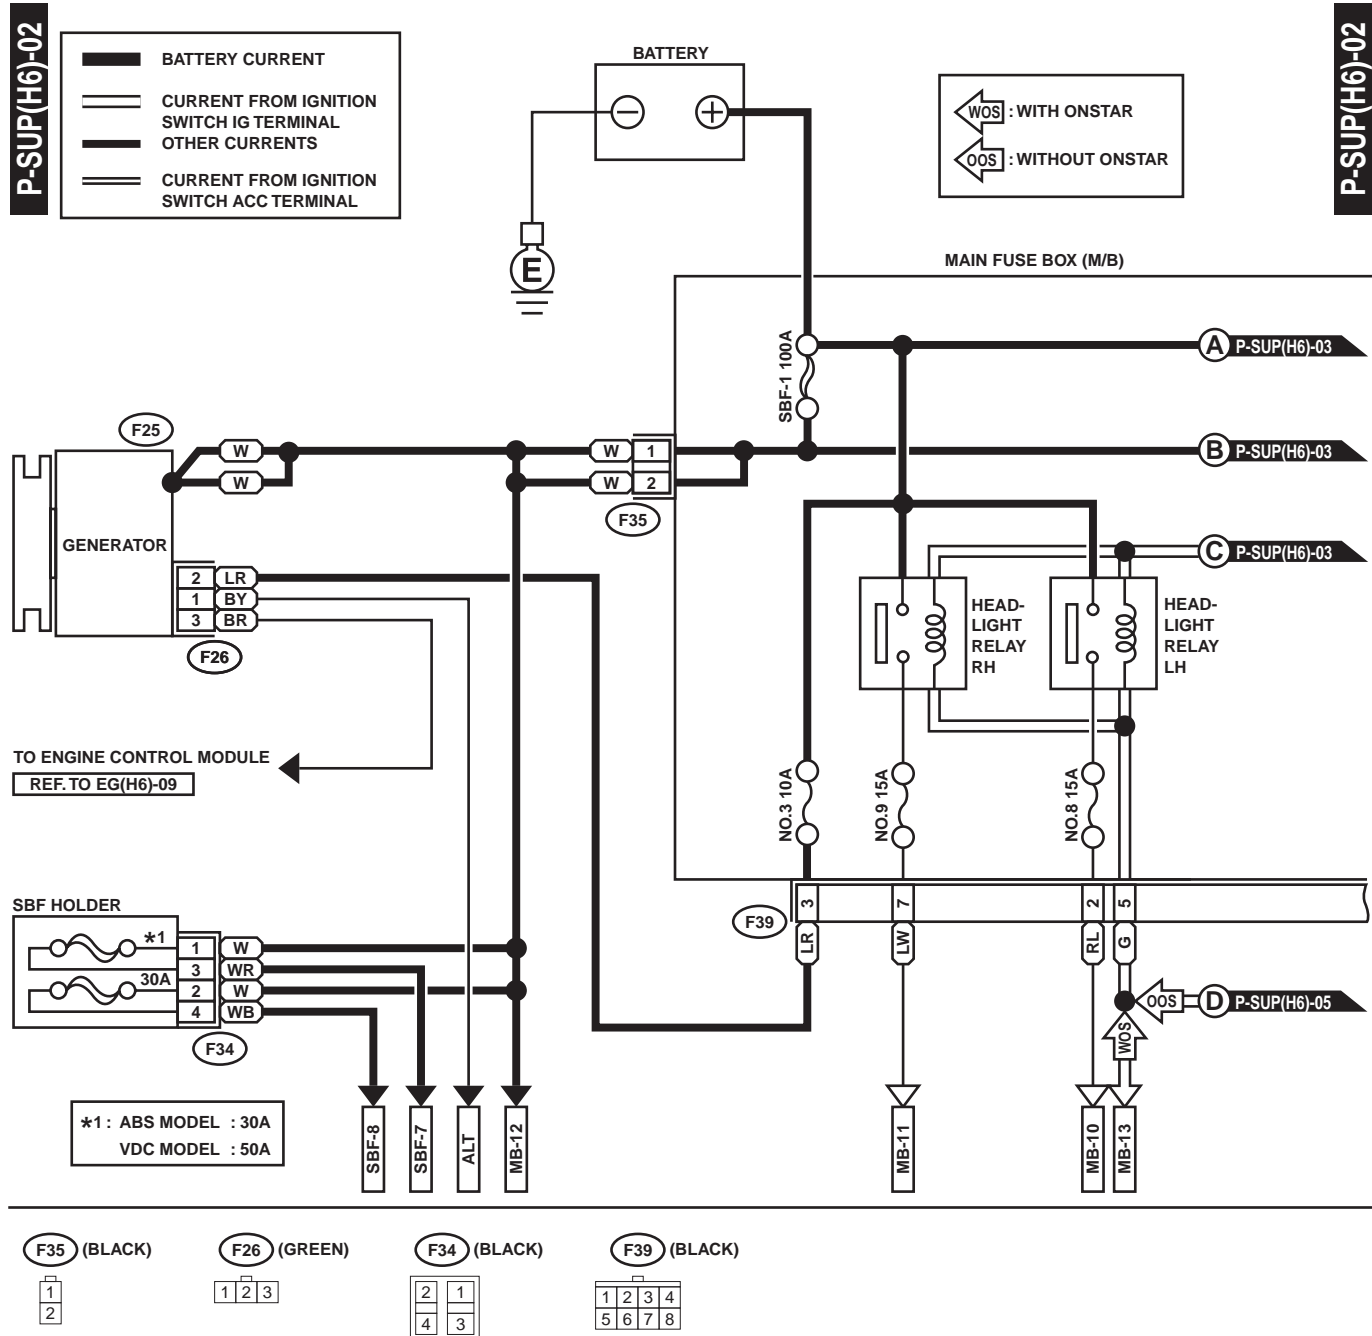 P-SUP(H6)-02
P-SUP(H6)-02
BATTERY CURRENT
CURRENT FROM IGNITION
SWITCH IG TERMINAL
OTHER CURRENTS
CURRENT FROM IGNITION
SWITCH ACC TERMINAL
BATTERY
WOS : WITH ONSTAR
OOS : WITHOUT ONSTAR
E
MAIN FUSE BOX (M/B)
SBF-1 100A
A P-SUP(H6)-03
B P-SUP(H6)-03
C P-SUP(H6)-03
F25
W
W
W 1
W 2
F35
GENERATOR
2 LR
1 BY
3 BR
F26
HEAD-
LIGHT
RELAY
RH
HEAD-
LIGHT
RELAY
LH
TO ENGINE CONTROL MODULE
REF. TO EG(H6)-09
NO.3 10A
NO.9 15A
NO.8 15A
SBF HOLDER
*1
30A
1 W
3 WR
2 W
4 WB
F34
F39
3 7 2 5
LR LW RL G
OOS
D P-SUP(H6)-05
WOS
*1 : ABS MODEL : 30A
VDC MODEL : 50A
SBF-8
SBF-7
ALT
MB-12
MB-11
MB-10
MB-13
F35 (BLACK)
1
2
F26 (GREEN)
1 2 3
F34 (BLACK)
2 1
4 3
F39 (BLACK)
1 2 3 4
5 6 7 8